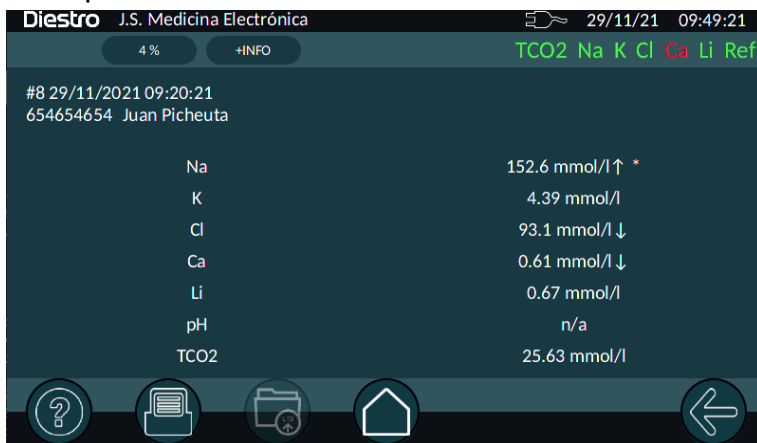 Diestro J.S. Medicina Electrónica 29/11/21 09:49:21
4 % +INFO TCO2 Na K Cl Ca Li Ref
#8 29/11/2021 09:20:21
654654654 Juan Picheuta
Na 152.6 mmol/l↑ *
K 4.39 mmol/l
Cl 93.1 mmol/l↓
Ca 0.61 mmol/l↓
Li 0.67 mmol/l
pH n/a
TCO2 25.63 mmol/l
? LIS